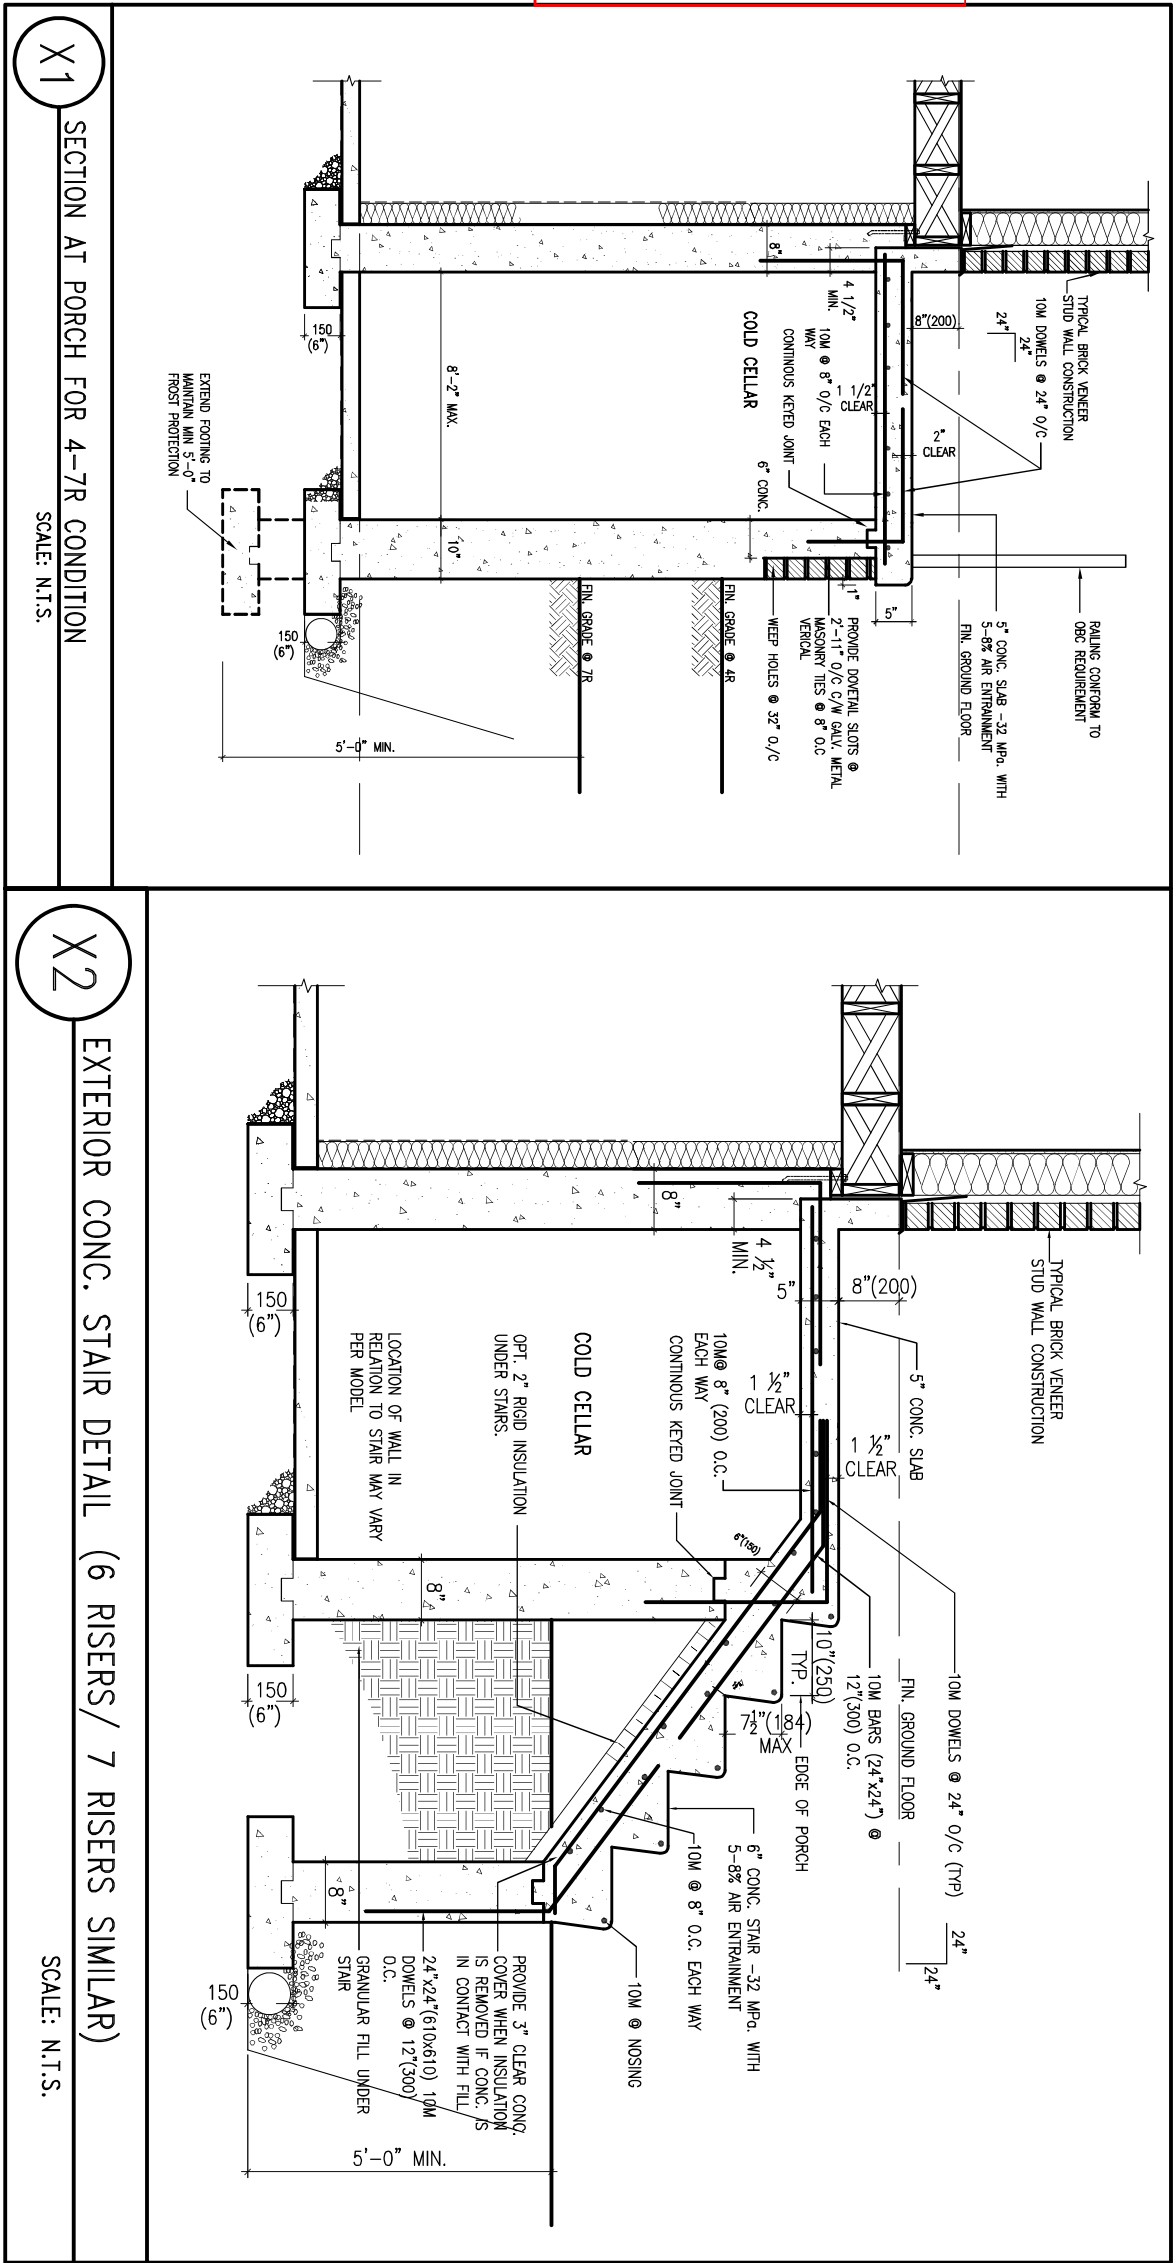 TYPICAL BRICK VENEER
STUD WALL CONSTRUCTION
10M DOWELS @ 24" O/C
24"
24"
8"(200)
8"
4 1/2"
MIN.
COLD CELLAR
CONTINOUS KEYED JOINT
10M @ 8" O/C EACH
WAY
1 1/2"
CLEAR
2"
CLEAR
6" CONC.
RAILING CONFORM TO
OBC REQUIREMENT
5" CONC. SLAB -32 MPa. WITH
5-8% AIR ENTRAINMENT
FIN. GROUND FLOOR
5"
1"
PROVIDE DOVETAIL SLOTS @
2'-11" O/C C/W GALV. METAL
MASONRY TIES @ 8" O.C
VERICAL
WEEP HOLES @ 32" O./C
FIN. GRADE @ 4R
FIN. GRADE @ 7R
8'-2" MAX.
10"
150
(6")
150
(6")
5'-0" MIN.
EXTEND FOOTING TO
MAINTAIN MIN 5'-0"
FROST PROTECTION
X1
SECTION AT PORCH FOR 4-7R CONDITION
SCALE: N.T.S.
TYPICAL BRICK VENEER
STUD WALL CONSTRUCTION
8"(200)
5" CONC. SLAB
8"
4 ½"
MIN.
5"
1 ½"
CLEAR
1 ½"
CLEAR
10M@ 8" (200) O.C.
EACH WAY
CONTINOUS KEYED JOINT
COLD CELLAR
OPT. 2" RIGID INSULATION
UNDER STAIRS.
LOCATION OF WALL IN
RELATION TO STAIR MAY VARY
PER MODEL
10M DOWELS @ 24" O/C (TYP)
24"
24"
FIN. GROUND FLOOR
10M BARS (24"x24") @
12"(300) O.C.
10"(250)
TYP.
EDGE OF PORCH
7½"(184)
MAX
6"(150)
6" CONC. STAIR -32 MPa. WITH
5-8% AIR ENTRAINMENT
10M @ 8" O.C. EACH WAY
10M @ NOSING
PROVIDE 3" CLEAR CONC.
COVER WHEN INSULATION
IS REMOVED IF CONC. IS
IN CONTACT WITH FILL
24"x24"(610x610) 10M
DOWELS @ 12"(300)
O.C.
GRANULAR FILL UNDER
STAIR
8"
8"
150
(6")
150
(6")
150
(6")
5'-0" MIN.
X2
EXTERIOR CONC. STAIR DETAIL (6 RISERS/ 7 RISERS SIMILAR)
SCALE: N.T.S.